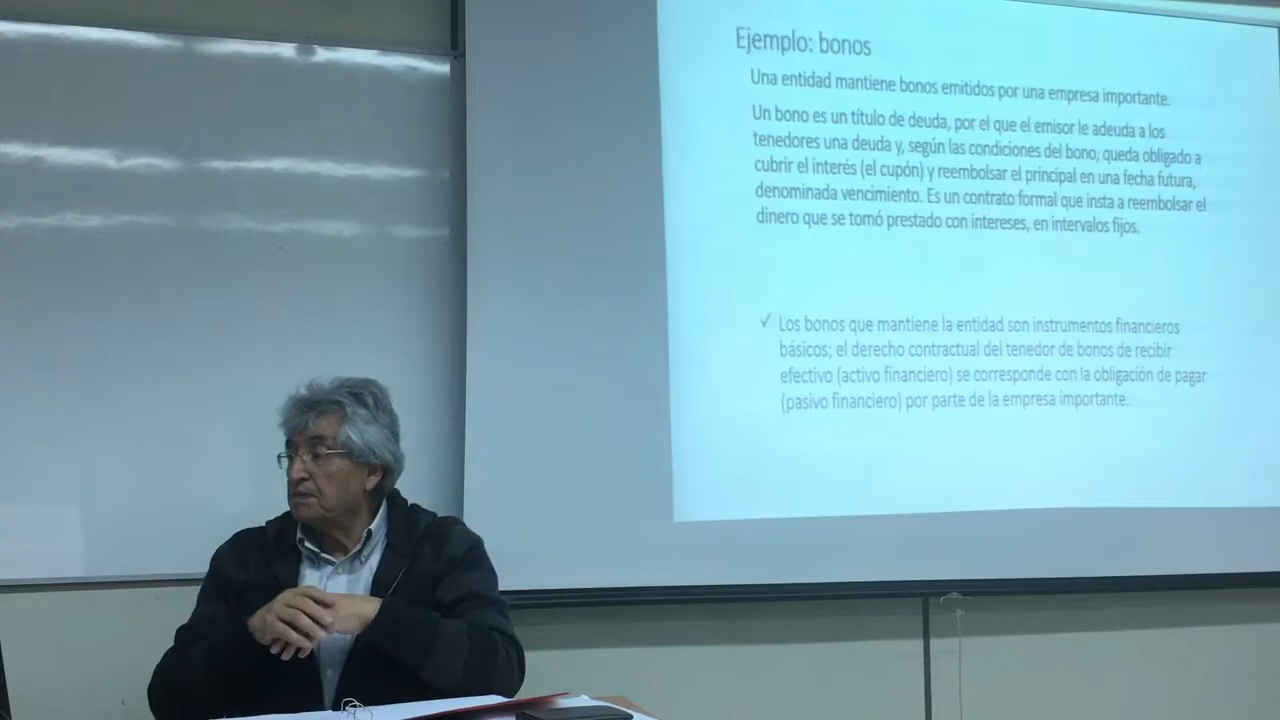 Ejemplo: bonos
Una entidad mantiene bonos emitidos por una empresa importante.
Un bono es un título de deuda, por el que el emisor le adeuda a los
tenedores una deuda y, según las condiciones del bono, queda obligado a
cubrir el interés (el cupón) y reembolsar el principal en una fecha futura,
denominada vencimiento. Es un contrato formal que insta a reembolsar el
dinero que se tomó prestado con intereses, en intervalos fijos.
✓ Los bonos que mantiene la entidad son instrumentos financieros
básicos; el derecho contractual del tenedor de bonos de recibir
efectivo (activo financiero) se corresponde con la obligación de pagar
(pasivo financiero) por parte de la empresa importante.